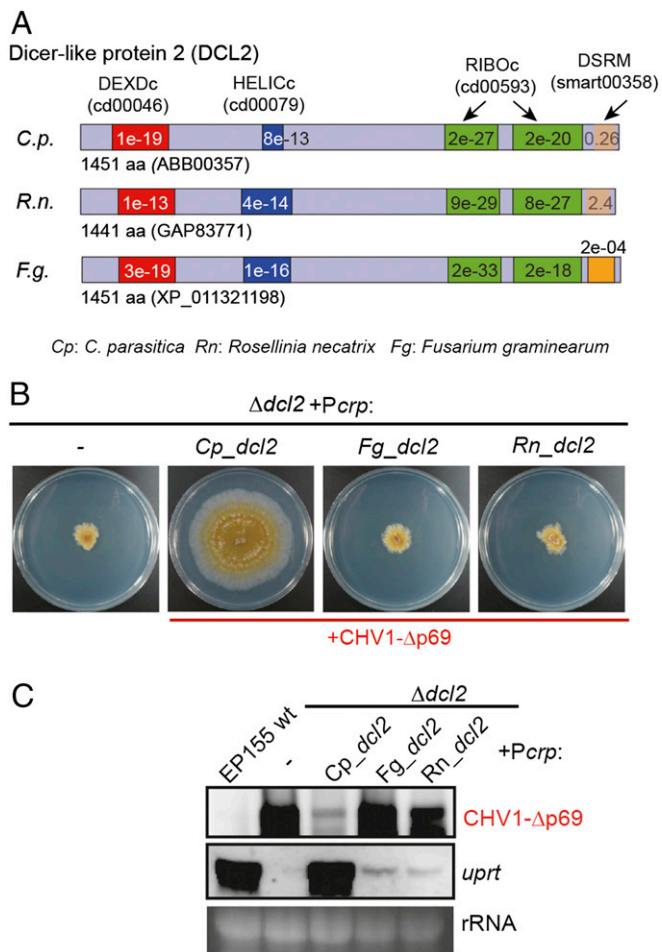 A
Dicer-like protein 2 (DCL2)
DEXDc
(cd00046)
HELICc
(cd00079)
RIBOc
(cd00593)
DSRM
(smart00358)
C.p. 1e-19 8e-13 2e-27 2e-20 0.26
1451 aa (ABB00357)
R.n. 1e-13 4e-14 9e-29 8e-27 2.4
1441 aa (GAP83771)
2e-04
F.g. 3e-19 1e-16 2e-33 2e-18
1451 aa (XP_011321198)
Cp: C. parasitica Rn: Rosellinia necatrix Fg: Fusarium graminearum
B
Δdcl2 +Pcrp:
- Cp_dcl2 Fg_dcl2 Rn_dcl2
+CHV1-Δp69
C
Δdcl2
EP155 wt - Cp_dcl2 Fg_dcl2 Rn_dcl2 +Pcrp:
CHV1-Δp69
uprt
rRNA